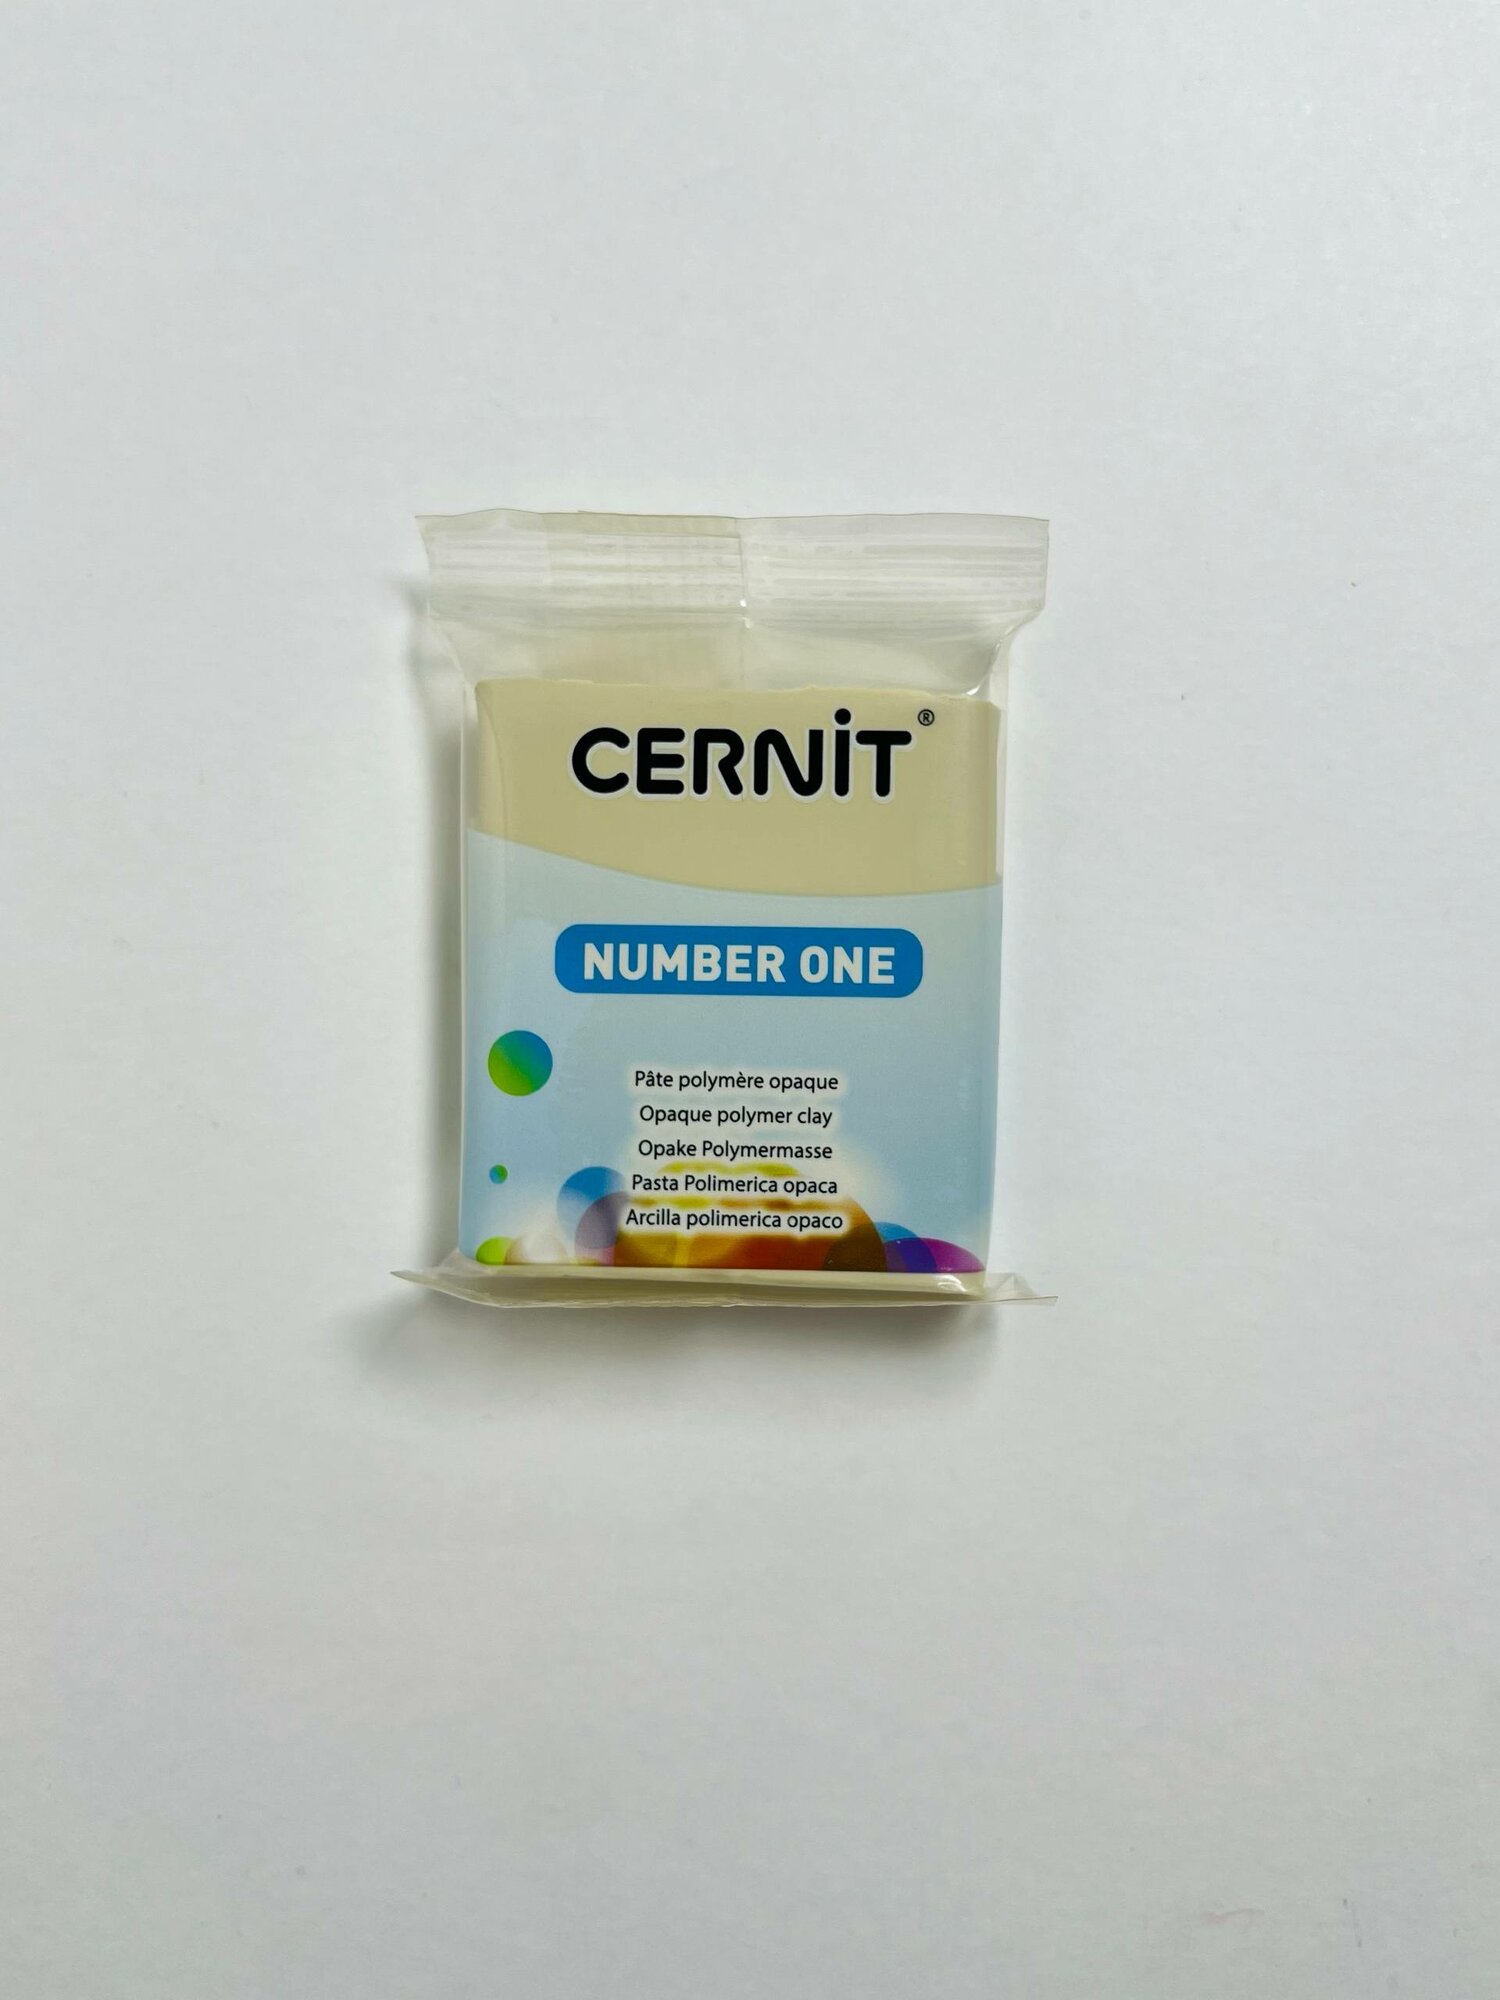 CERNiT®
NUMBER ONE
Pâte polymère opaque
Opaque polymer clay
Opake Polymermasse
Pasta Polimerica opaca
Arcilla polimerica opaco